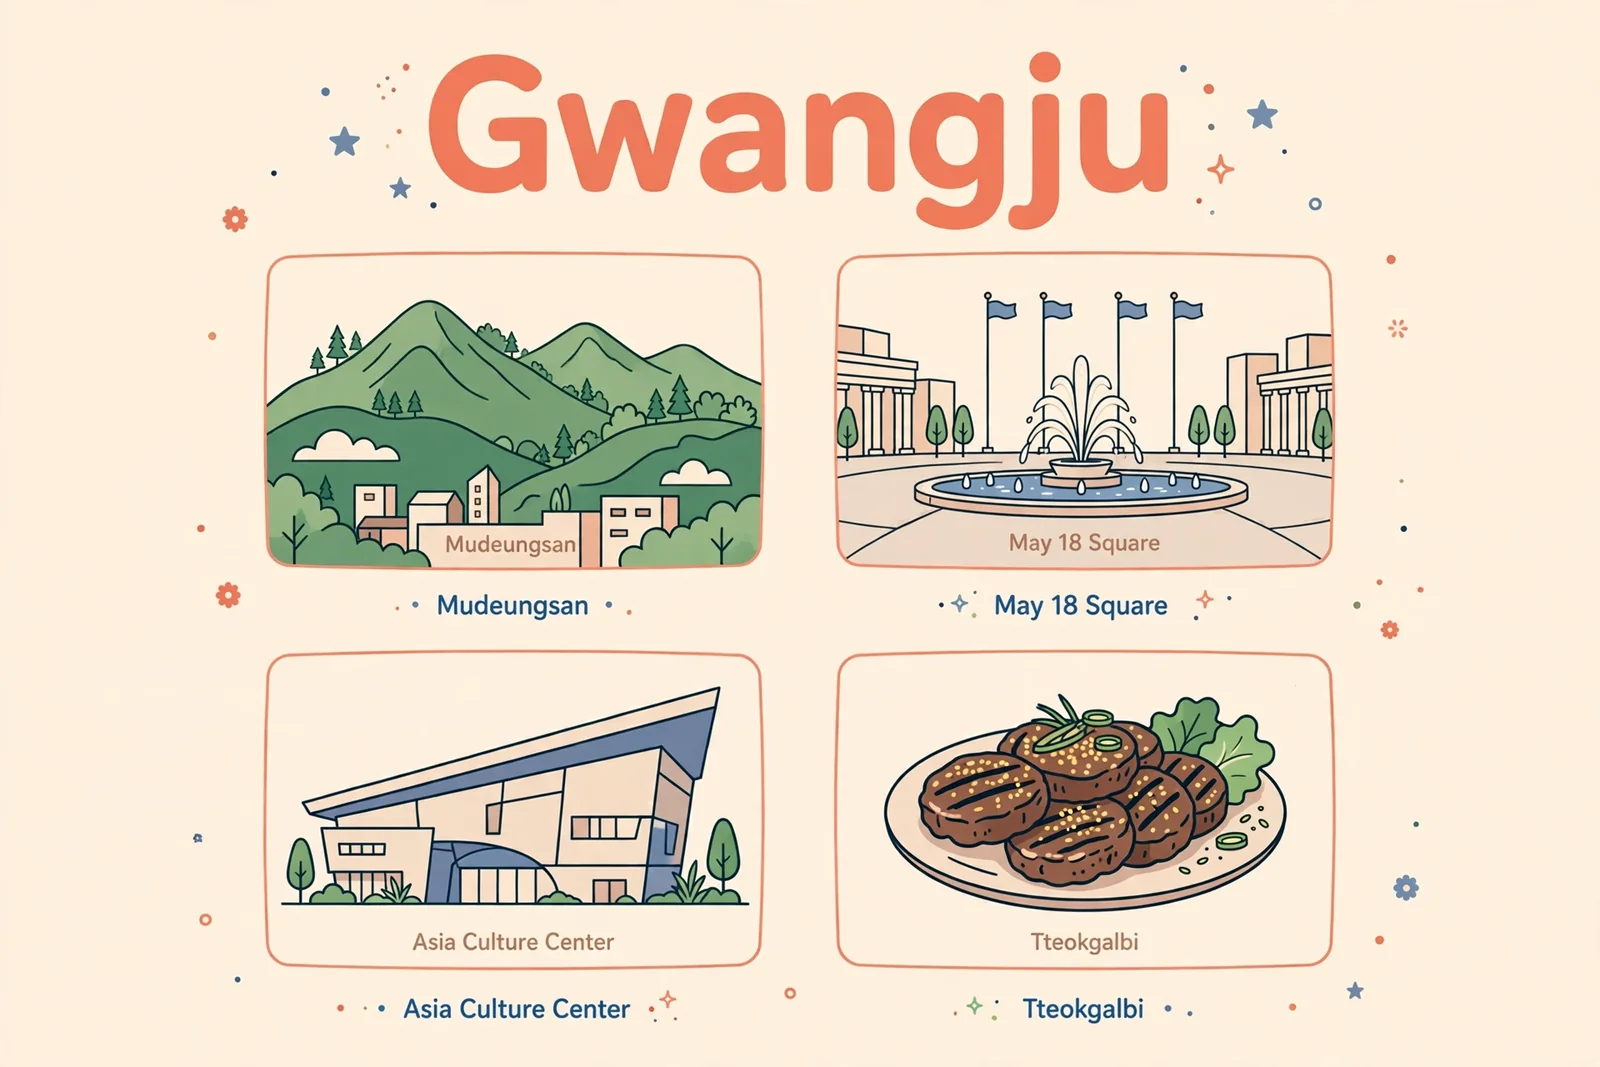 Gwangju
Mudeungsan
May 18 Square
Mudeungsan
May 18 Square
Asia Culture Center
Tteokgalbi
Asia Culture Center
Tteokgalbi